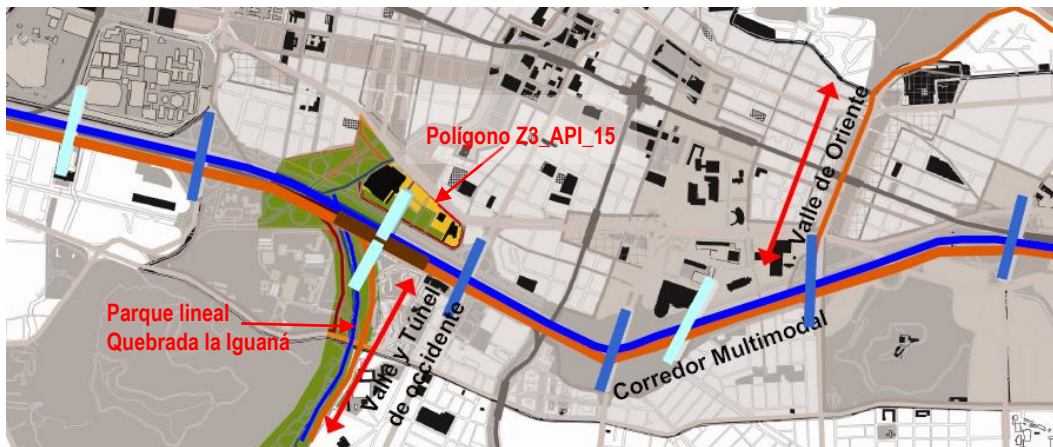 Polígono Z3_API_15
Valle de Oriente
Parque lineal
Quebrada la Iguaná
Valle y Túnel
de occidente
Corredor Multimodal